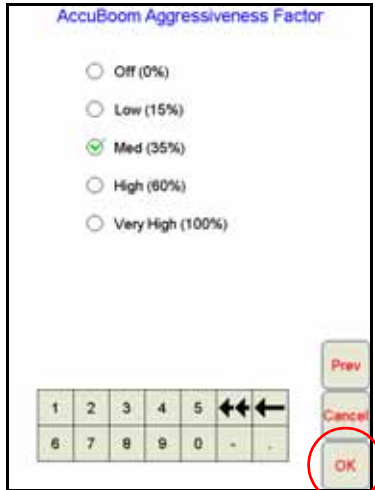 AccuBoom Aggressiveness Factor
Off (0%)
Low (15%)
Med (35%)
High (60%)
Very High (100%)
Prev
1 2 3 4 5
Cancel
6 7 8 9 0 - .
OK